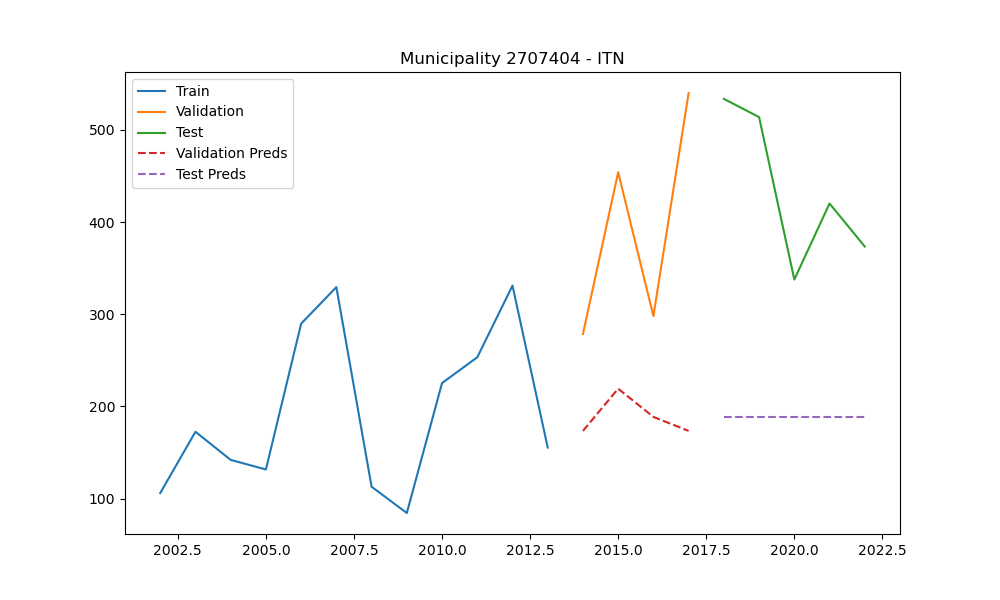 Municipality 2707404 - ITN
Train
Validation
Test
Validation Preds
Test Preds
500
400
300
200
100
2002.5 2005.0 2007.5 2010.0 2012.5 2015.0 2017.5 2020.0 2022.5